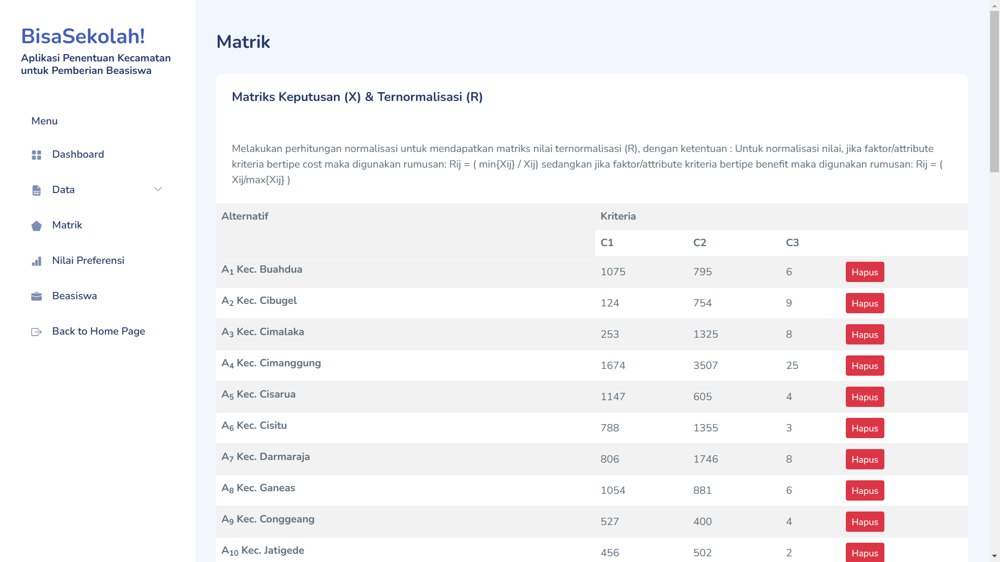 BisaSekolah!
Aplikasi Penentuan Kecamatan
untuk Pemberian Beasiswa
Menu
Dashboard
Data
Matrik
Nilai Preferensi
Beasiswa
Back to Home Page
Matrik
Matriks Keputusan (X) & Ternormalisasi (R)
Melakukan perhitungan normalisasi untuk mendapatkan matriks nilai ternormalisasi (R), dengan ketentuan : Untuk normalisasi nilai, jika faktor/attribute
kriteria bertipe cost maka digunakan rumusan: Rij = ( min{Xij} / Xij) sedangkan jika faktor/attribute kriteria bertipe benefit maka digunakan rumusan: Rij = (
Xij/max{Xij} )
Alternatif Kriteria
C1 C2 C3
A1 Kec. Buahdua 1075 795 6 Hapus
A2 Kec. Cibugel 124 754 9 Hapus
A3 Kec. Cimalaka 253 1325 8 Hapus
A4 Kec. Cimanggung 1674 3507 25 Hapus
A5 Kec. Cisarua 1147 605 4 Hapus
A6 Kec. Cisitu 788 1355 3 Hapus
A7 Kec. Darmaraja 806 1746 8 Hapus
A8 Kec. Ganeas 1054 881 6 Hapus
A9 Kec. Conggeang 527 400 4 Hapus
A10 Kec. Jatigede 456 502 2 Hapus